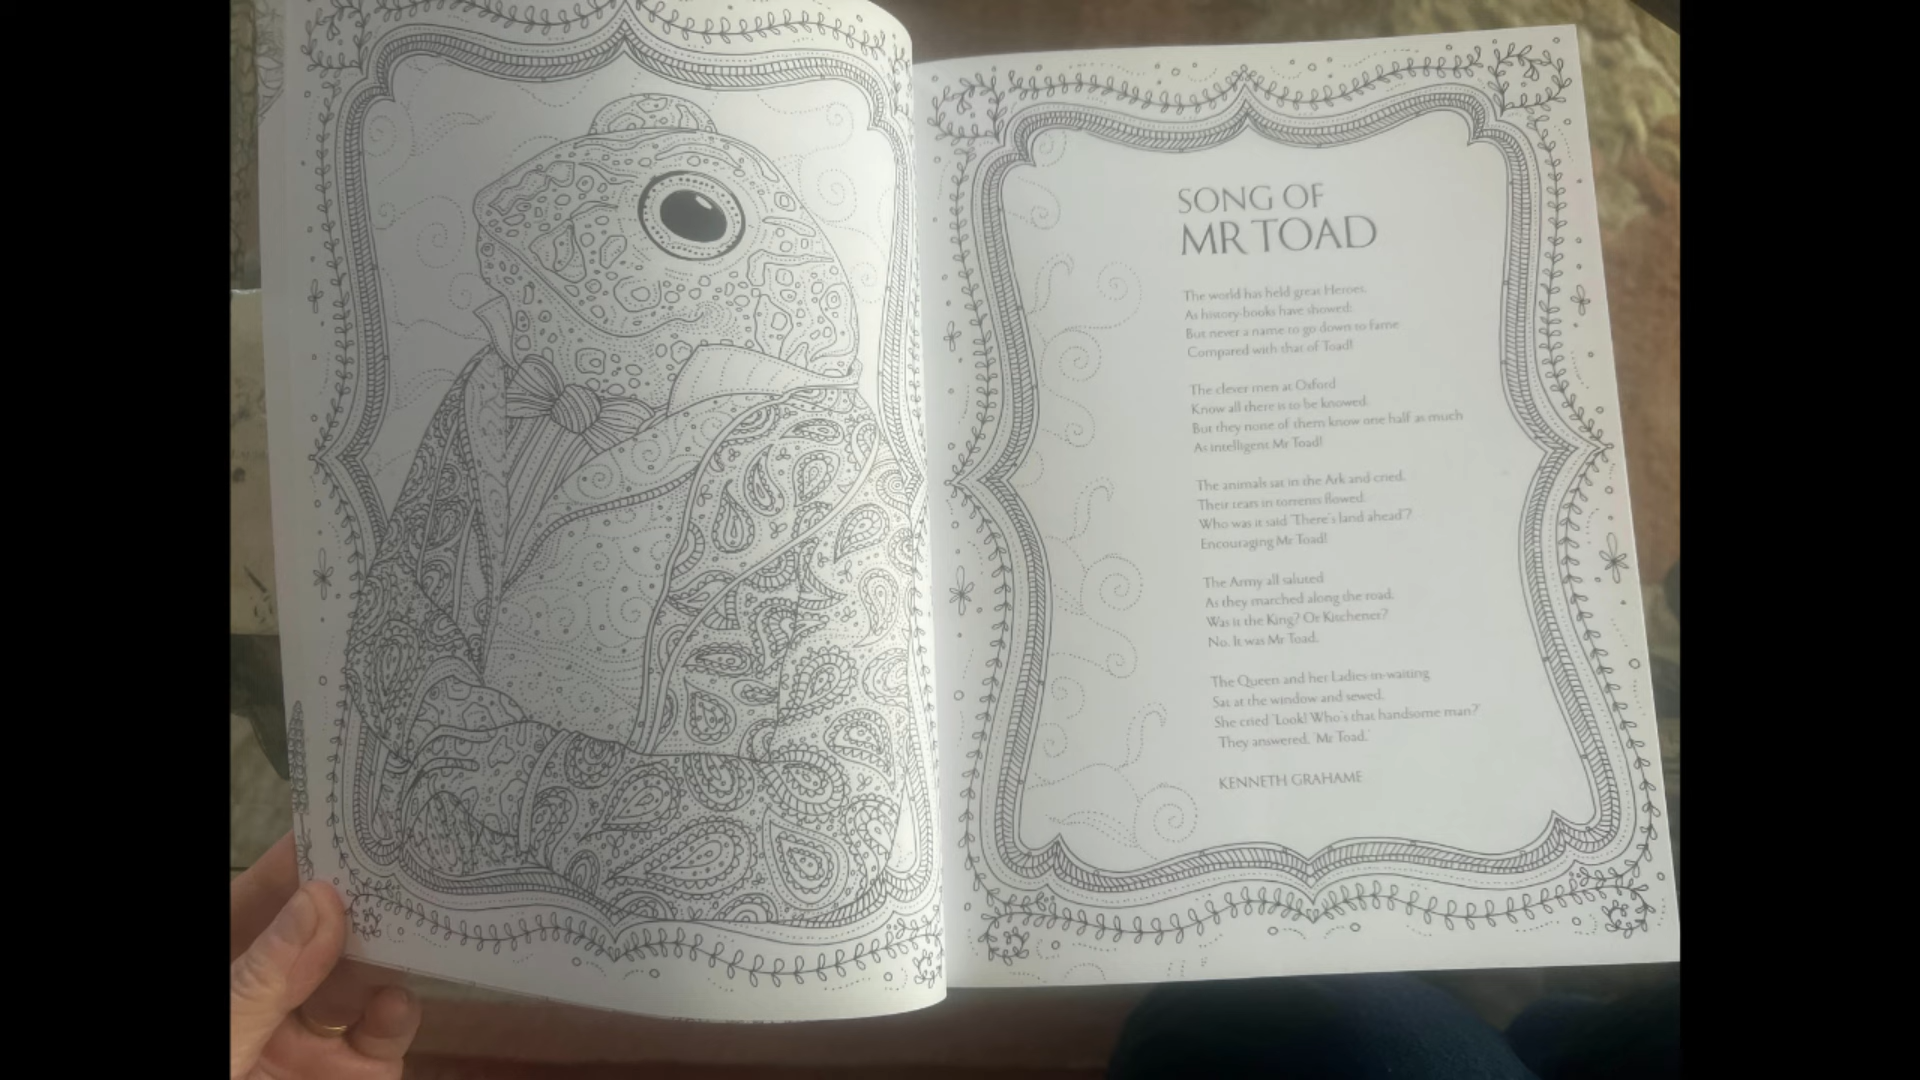 SONG OF
MR TOAD
The world has held great Heroes,
As history-books have showed;
But never a name to go down to fame
Compared with that of Toad!
The clever men at Oxford
Know all there is to be knowed.
But they none of them know one half as much
As intelligent Mr Toad!
The animals sat in the Ark and cried,
Their tears in torrents flowed.
Who was it said 'There's land ahead'?
Encouraging Mr Toad!
The Army all saluted
As they marched along the road.
Was it the King? Or Kitchener?
No. It was Mr Toad.
The Queen and her Ladies-in-waiting
Sat at the window and sewed.
She cried 'Look! Who's that handsome man?'
They answered, 'Mr Toad.'
KENNETH GRAHAME